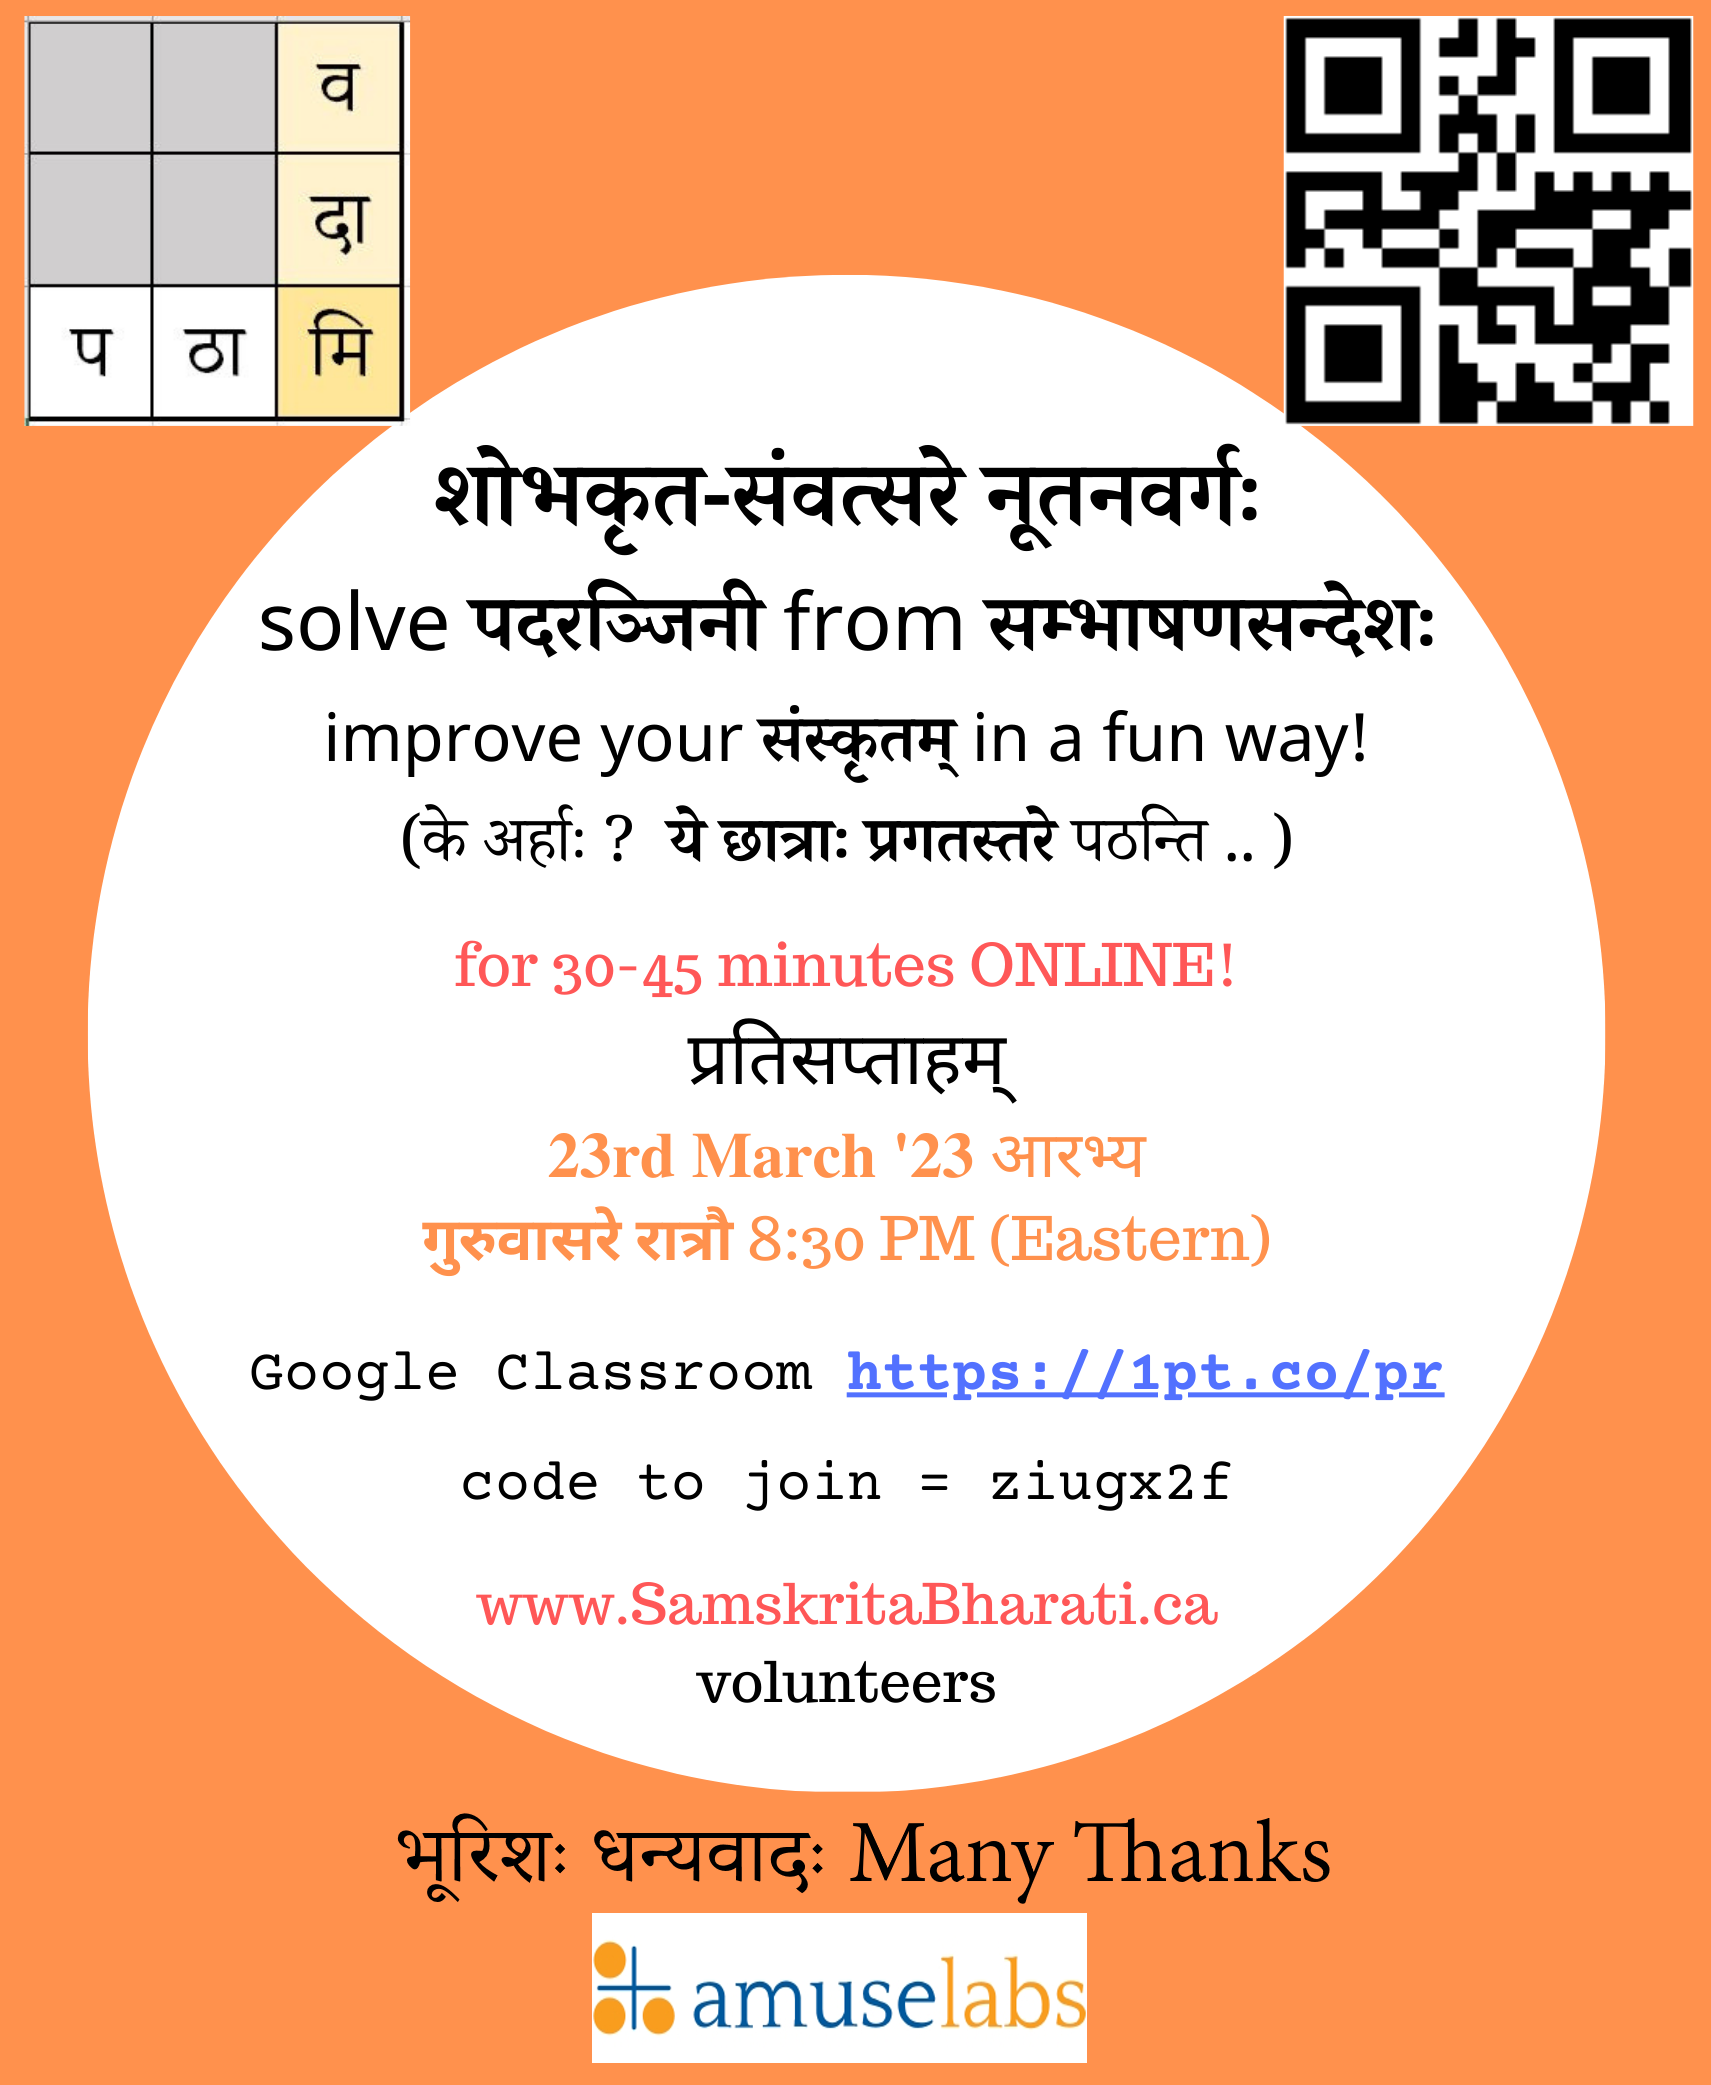 व
दा
प ठा मि
शोभकृत-संवत्सरे नूतनवर्गः
solve पदरञ्जिनी from सम्भाषणसन्देशः
improve your संस्कृतम् in a fun way!
(के अर्हाः ? ये छात्राः प्रगतस्तरे पठन्ति .. )
for 30-45 minutes ONLINE!
प्रतिसप्ताहम्
23rd March '23 आरभ्य
गुरुवासरे रात्रौ 8:30 PM (Eastern)
Google Classroom https://1pt.co/pr
code to join = ziugx2f
www.SamskritaBharati.ca
volunteers
भूरिशः धन्यवादः Many Thanks
amuselabs